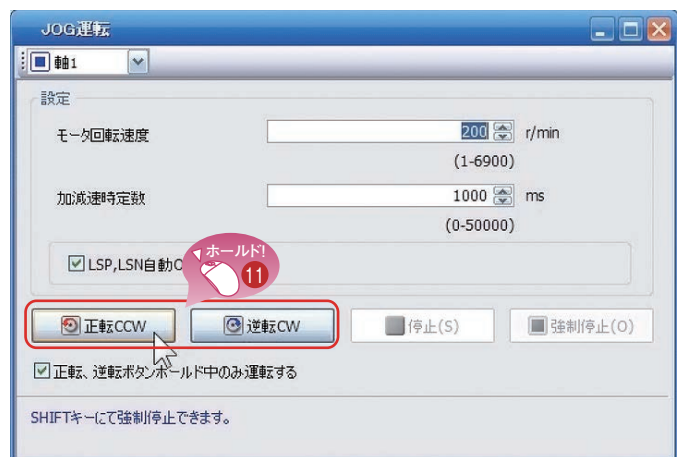 JOG運転
軸1
設定
モータ回転速度 200 r/min
(1-6900)
加減速時定数 1000 ms
(0-50000)
LSP,LSN自動O
ホールド!
11
正転CCW 逆転CW 停止(S) 強制停止(O)
正転、逆転ボタンホールド中のみ運転する
SHIFTキーにて強制停止できます。